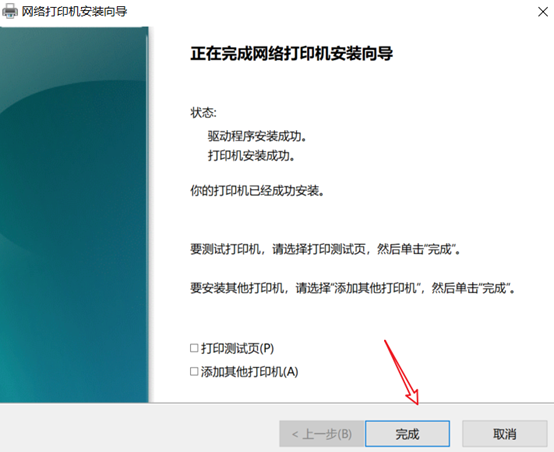 网络打印机安装向导
正在完成网络打印机安装向导
状态:
驱动程序安装成功。
打印机安装成功。
你的打印机已经成功安装。
要测试打印机，请选择打印测试页，然后单击“完成”。
要安装其他打印机，请选择“添加其他打印机”，然后单击“完成”。
打印测试页(P)
添加其他打印机(A)
< 上一步(B)
完成
取消